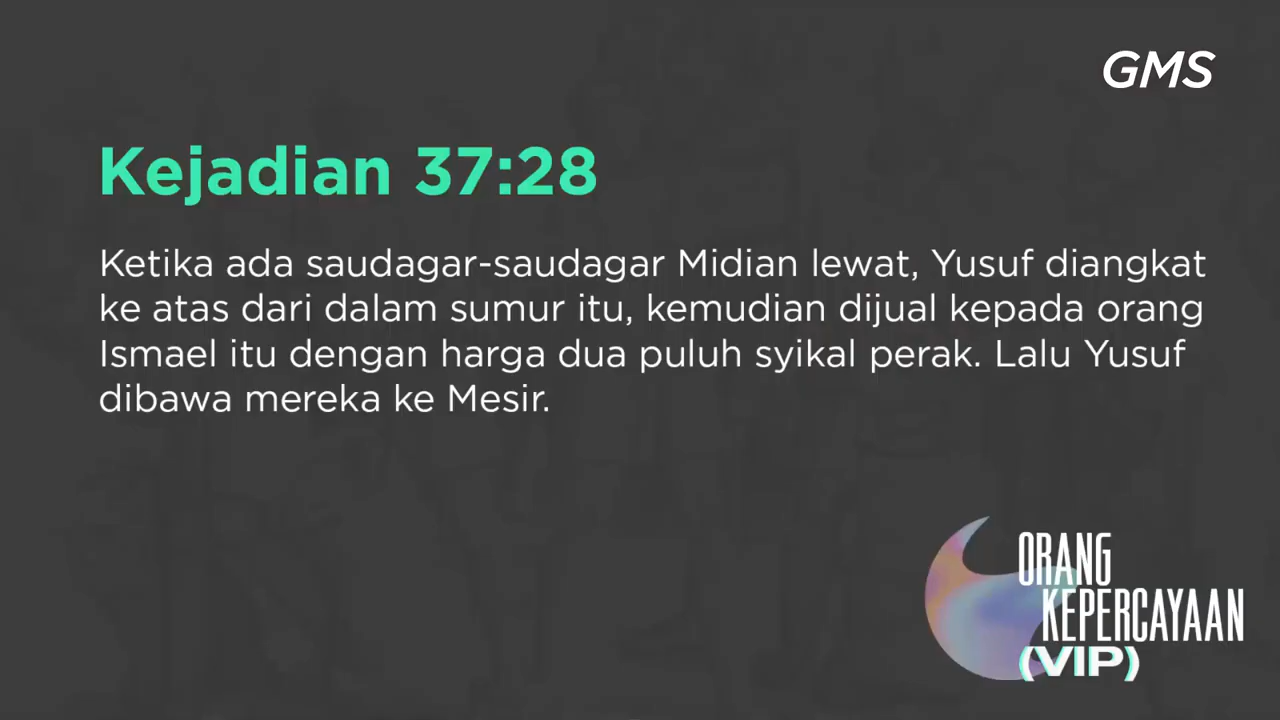 GMS
Kejadian 37:28
Ketika ada saudagar-saudagar Midian lewat, Yusuf diangkat
ke atas dari dalam sumur itu, kemudian dijual kepada orang
Ismael itu dengan harga dua puluh syikal perak. Lalu Yusuf
dibawa mereka ke Mesir.
ORANG
KEPERCAYAAN
(VIP)